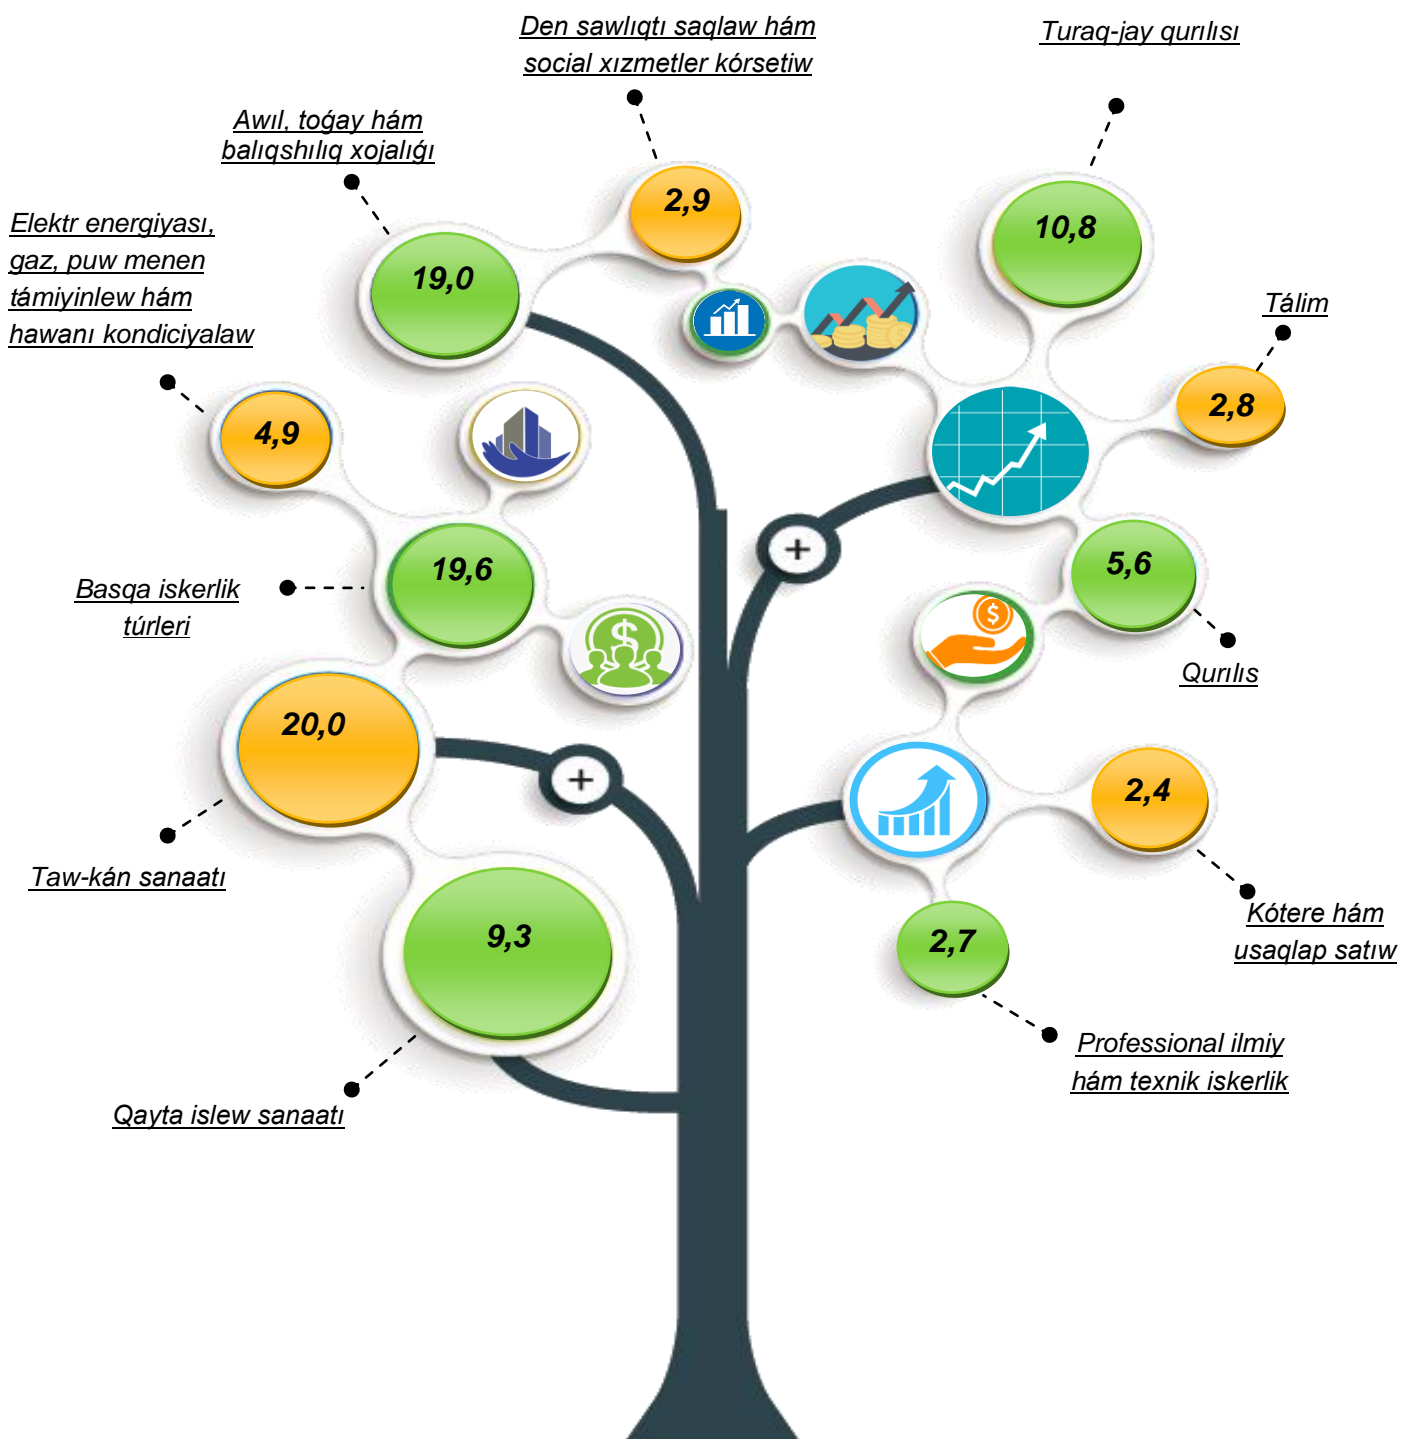 Den sawlıqtı saqlaw hám
social xızmetler kórsetiw
Turaq-jay qurılısı
Awıl, toǵay hám
balıqshılıq xojalıǵı
2,9
10,8
Elektr energiyası,
gaz, puw menen
támiyinlew hám
hawanı kondiciyalaw
19,0
Tálim
4,9
2,8
19,6
5,6
Basqa iskerlik
túrleri
Qurılıs
20,0
2,4
Taw-kán sanaatı
Kótere hám
usaqlap satıw
9,3
2,7
Professional ilmiy
hám texnik iskerlik
Qayta islew sanaatı